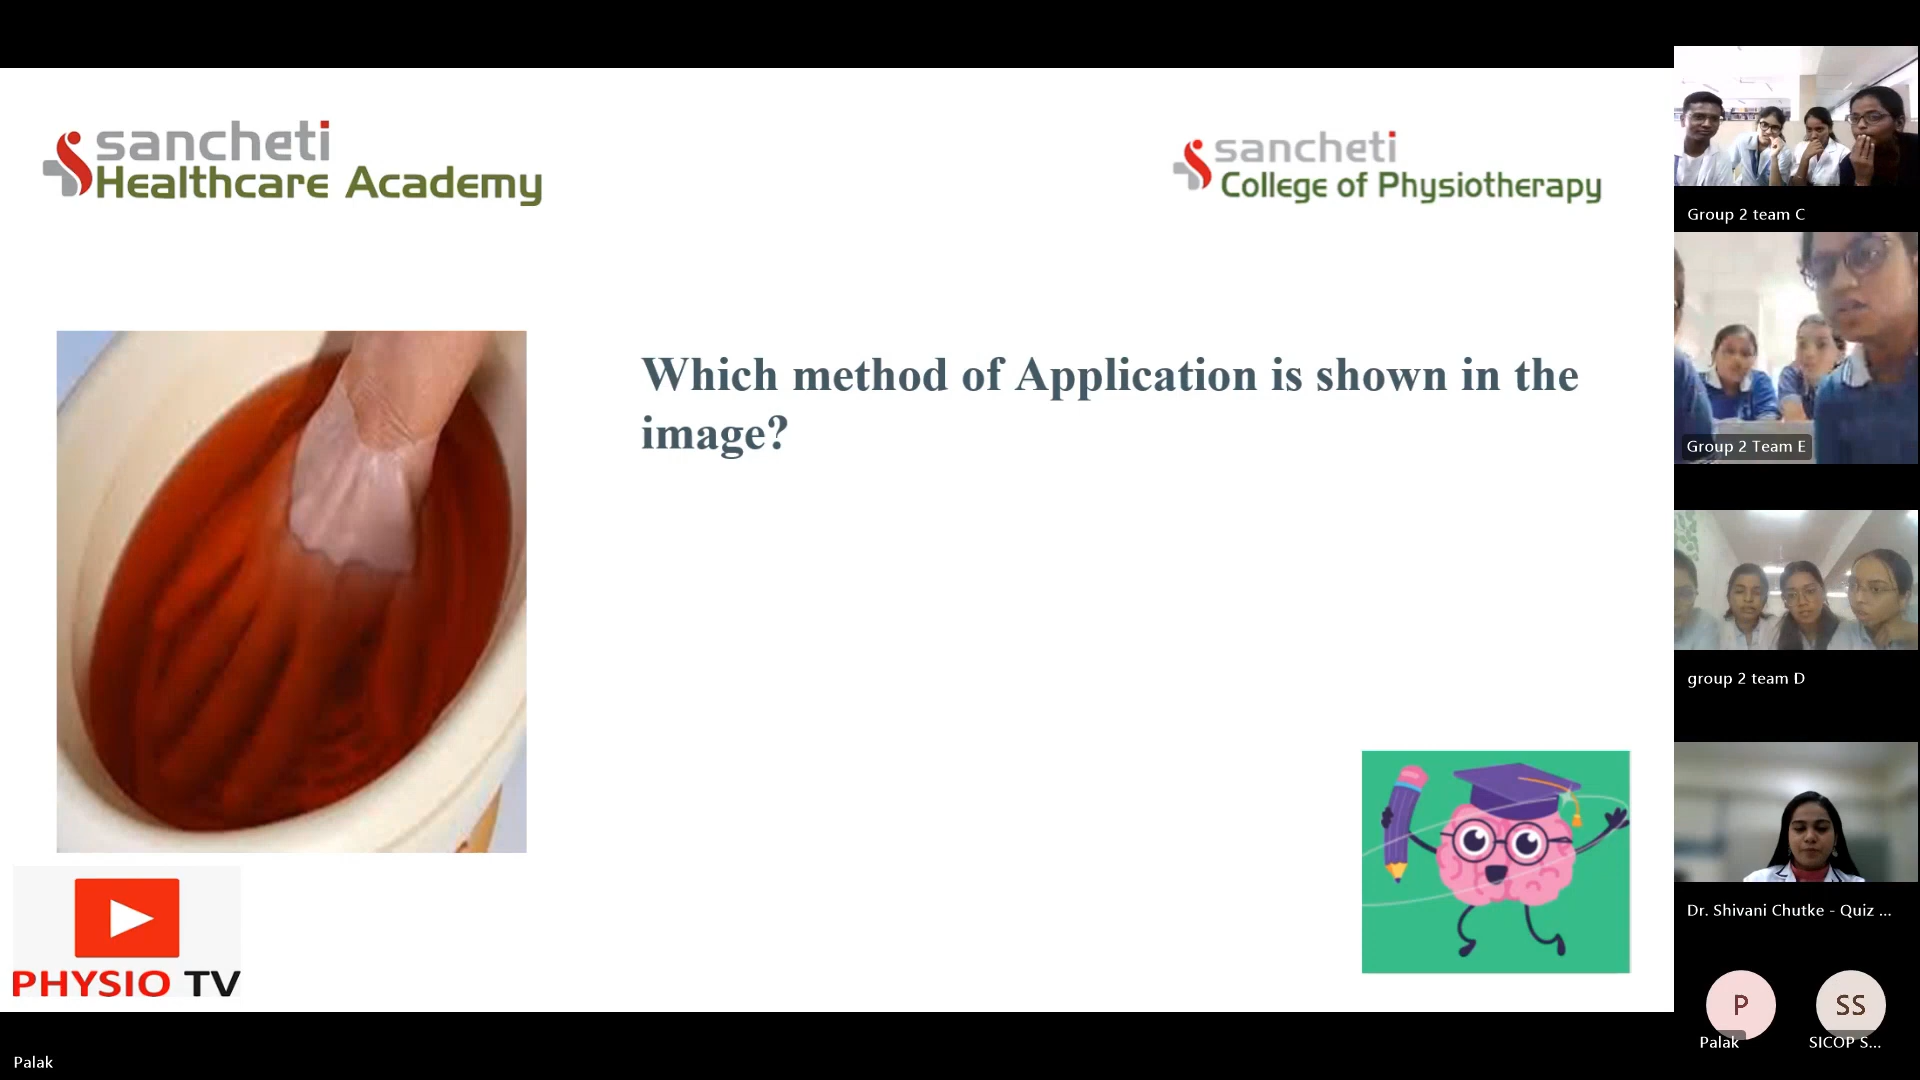 sancheti
Healthcare Academy
sancheti
College of Physiotherapy
Which method of Application is shown in the
image?
PHYSIO TV
Palak
Group 2 team C
Group 2 Team E
group 2 team D
Dr. Shivani Chutke - Quiz ...
P
Palak
SS
SICOP S...